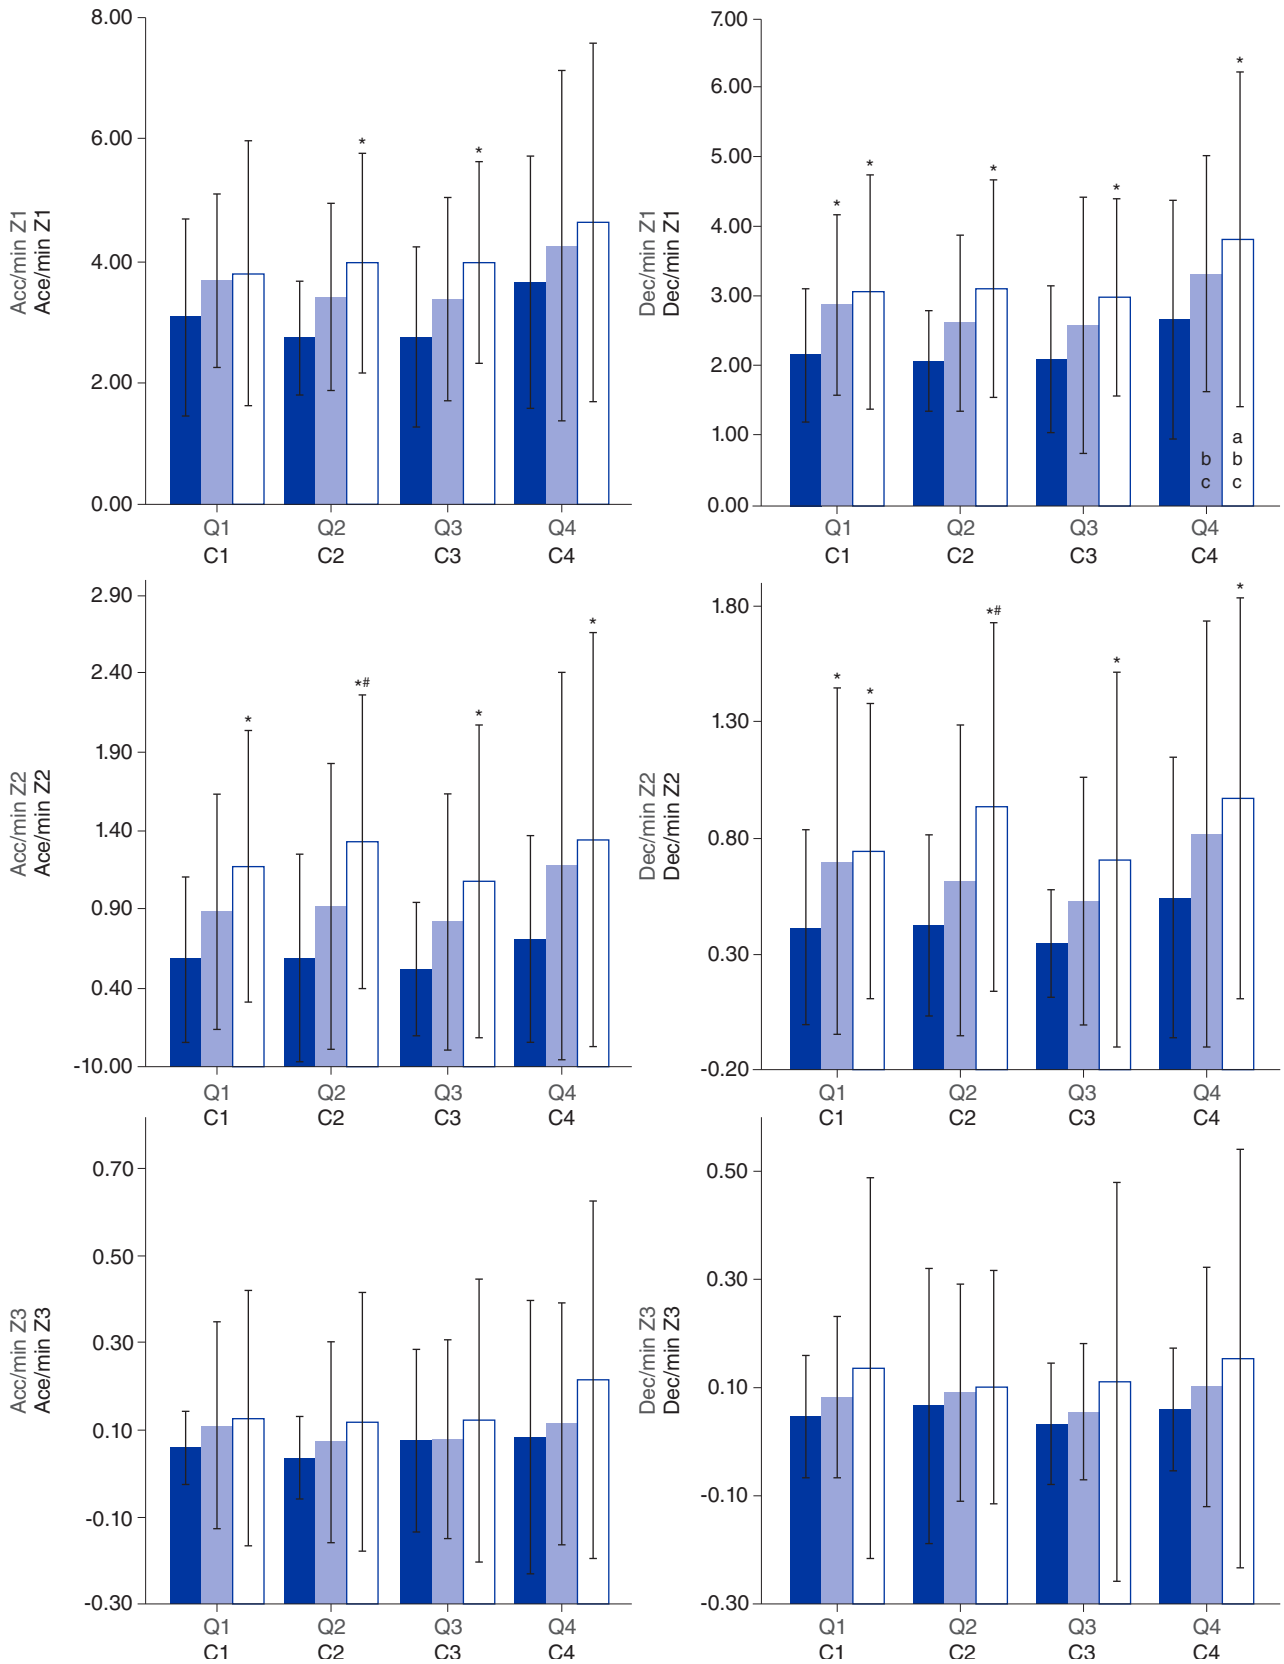 8.00
6.00
4.00
2.00
0.00
Acc/min Z1
Ace/min Z1
*
*
Q1
C1
Q2
C2
Q3
C3
Q4
C4
7.00
6.00
5.00
4.00
3.00
2.00
1.00
0.00
Dec/min Z1
Dec/min Z1
*
*
*
*
*
b
c
a
b
c
Q1
C1
Q2
C2
Q3
C3
Q4
C4
2.90
2.40
1.90
1.40
0.90
0.40
-10.00
Acc/min Z2
Ace/min Z2
*
*#
*
*
Q1
C1
Q2
C2
Q3
C3
Q4
C4
1.80
1.30
0.80
0.30
-0.20
Dec/min Z2
Dec/min Z2
*
*
*#
*
*
Q1
C1
Q2
C2
Q3
C3
Q4
C4
0.70
0.50
0.30
0.10
-0.10
-0.30
Acc/min Z3
Ace/min Z3
Q1
C1
Q2
C2
Q3
C3
Q4
C4
0.50
0.30
0.10
-0.10
-0.30
Dec/min Z3
Dec/min Z3
Q1
C1
Q2
C2
Q3
C3
Q4
C4